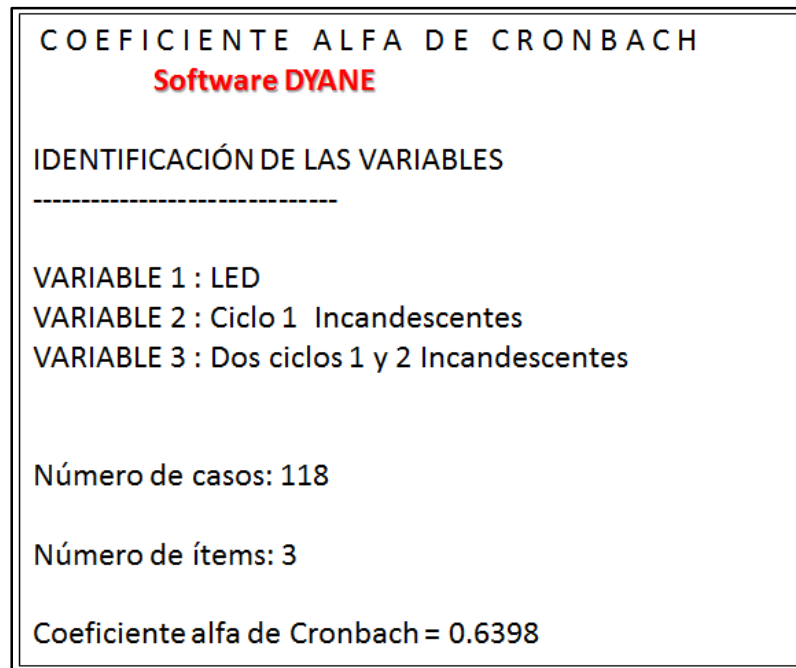 COEFICIENTE ALFA DE CRONBACH
Software DYANE
IDENTIFICACIÓN DE LAS VARIABLES
--------------------------------
VARIABLE 1 : LED
VARIABLE 2 : Ciclo 1 Incandescentes
VARIABLE 3 : Dos ciclos 1 y 2 Incandescentes
Número de casos: 118
Número de ítems: 3
Coeficiente alfa de Cronbach = 0.6398